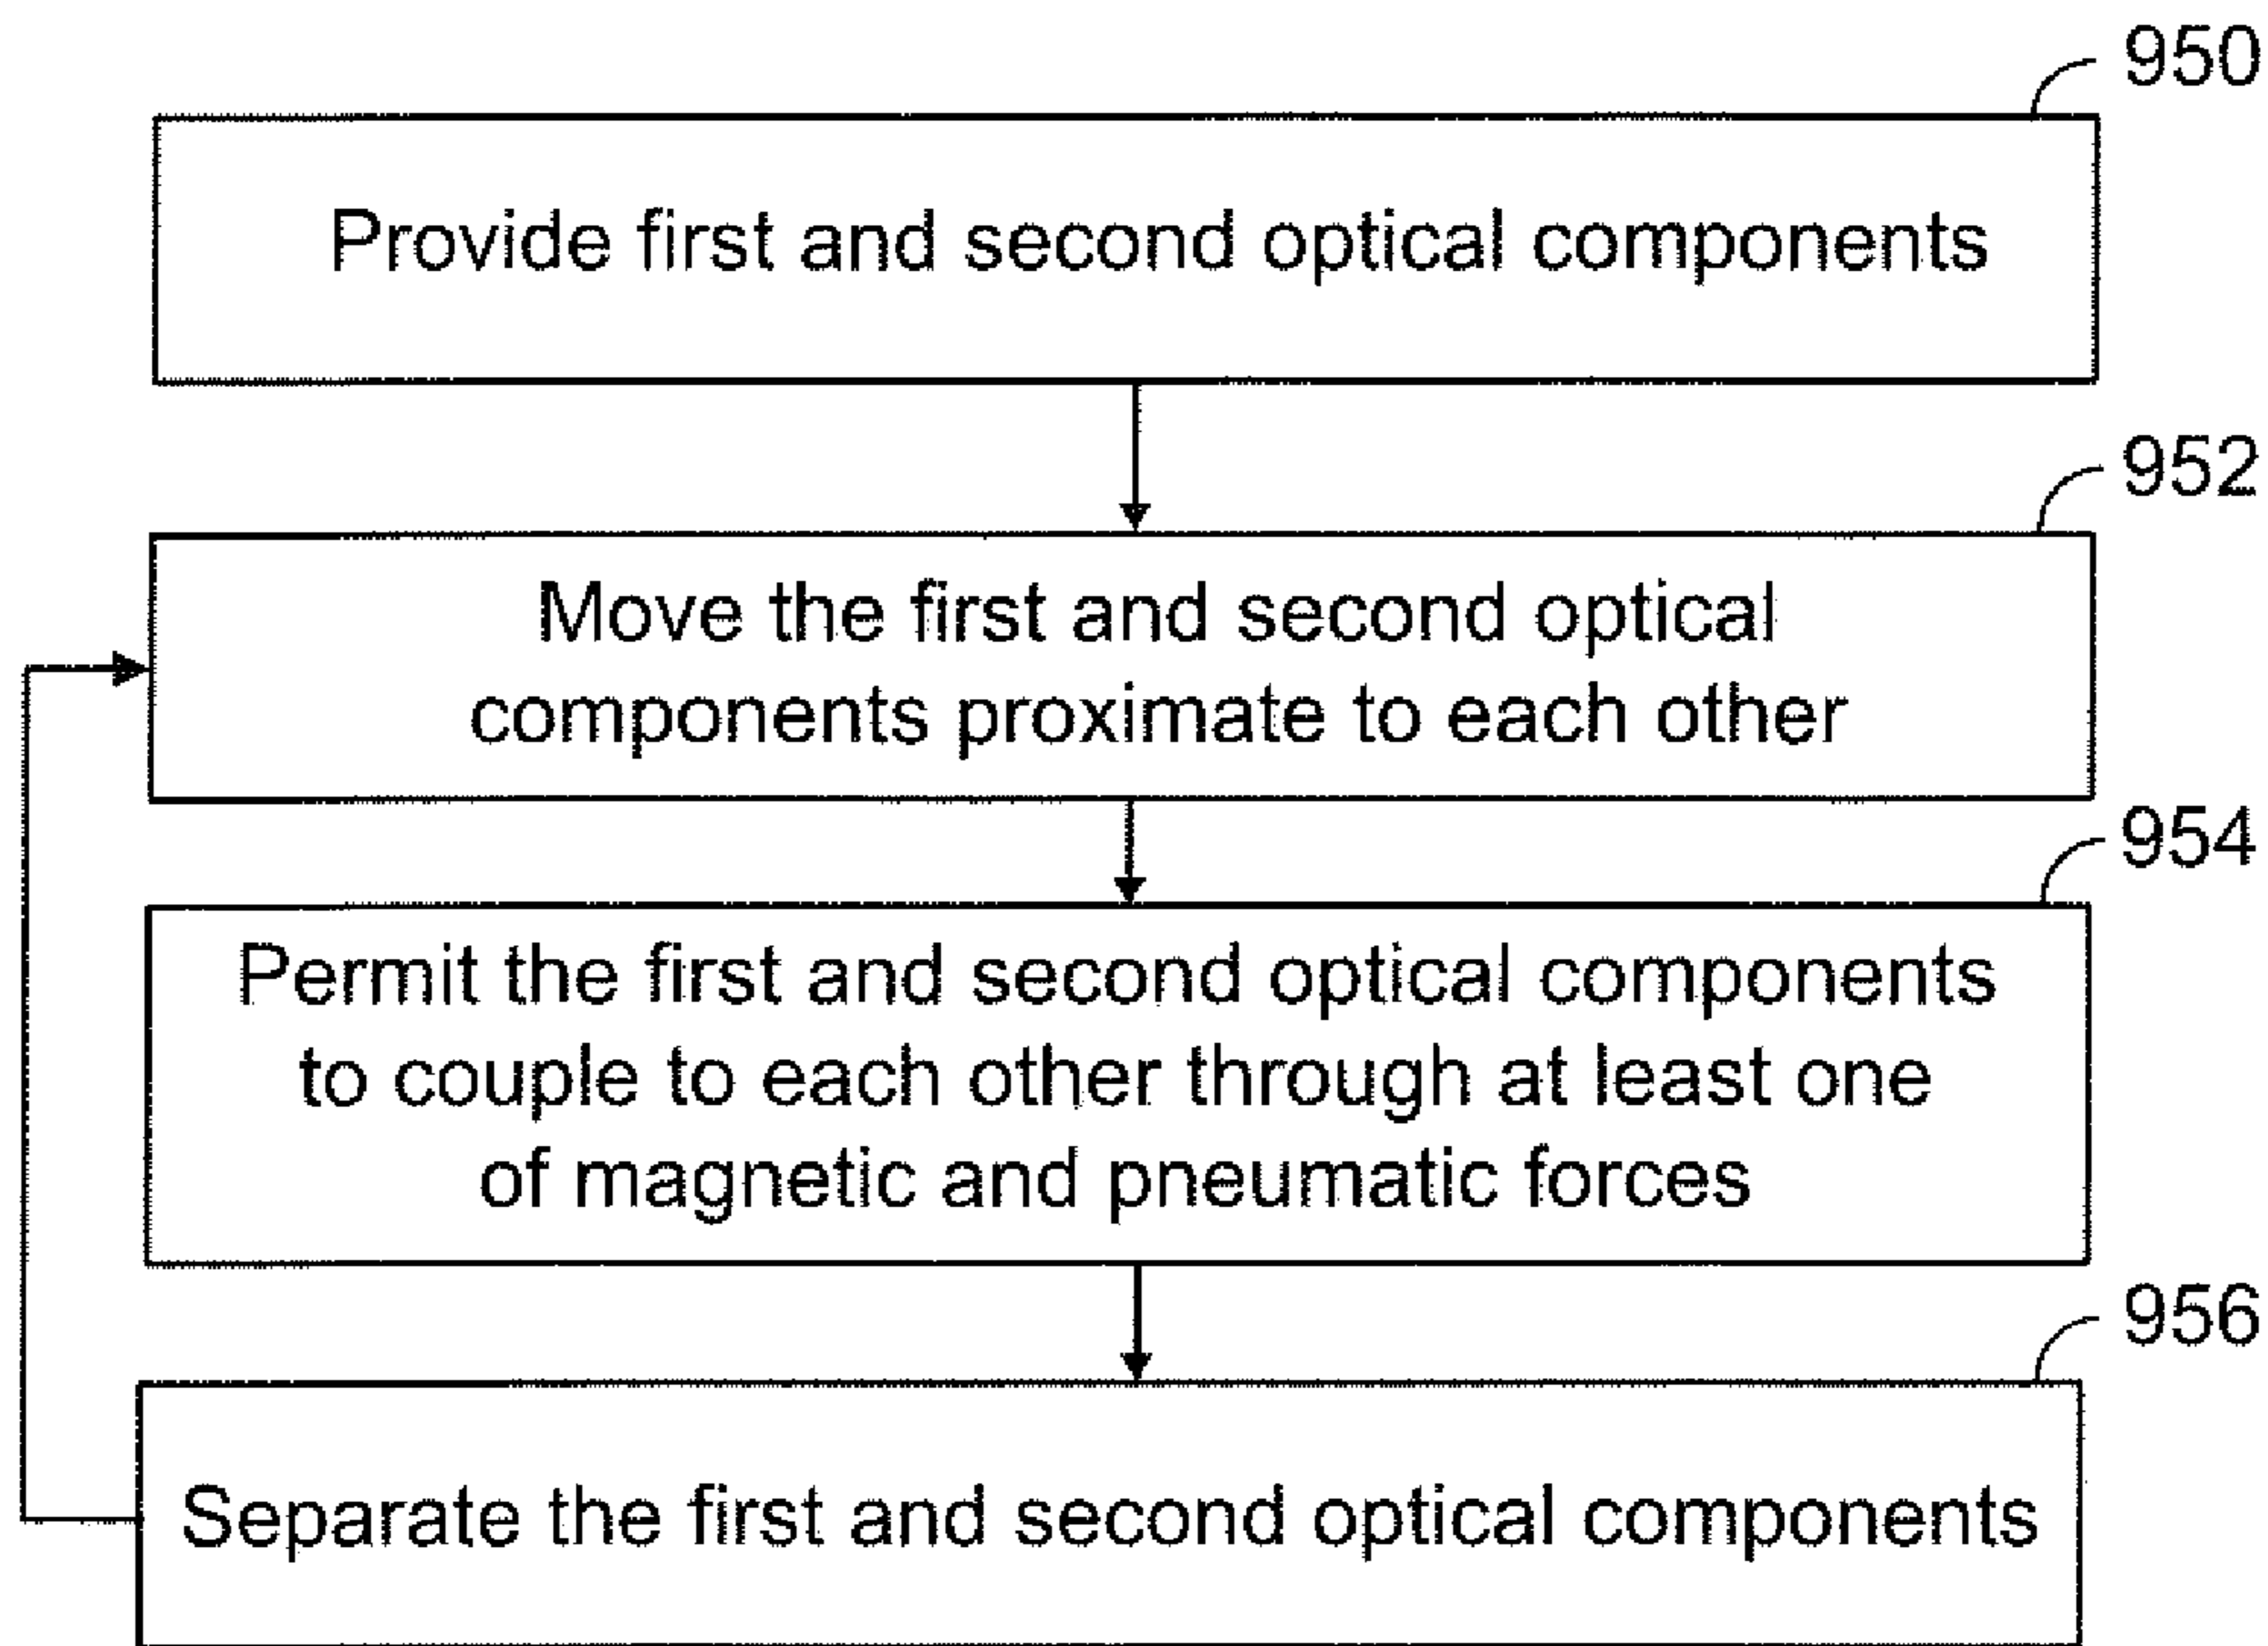 950
Provide first and second optical components
952
Move the first and second optical
components proximate to each other
954
Permit the first and second optical components
to couple to each other through at least one
of magnetic and pneumatic forces
956
Separate the first and second optical components